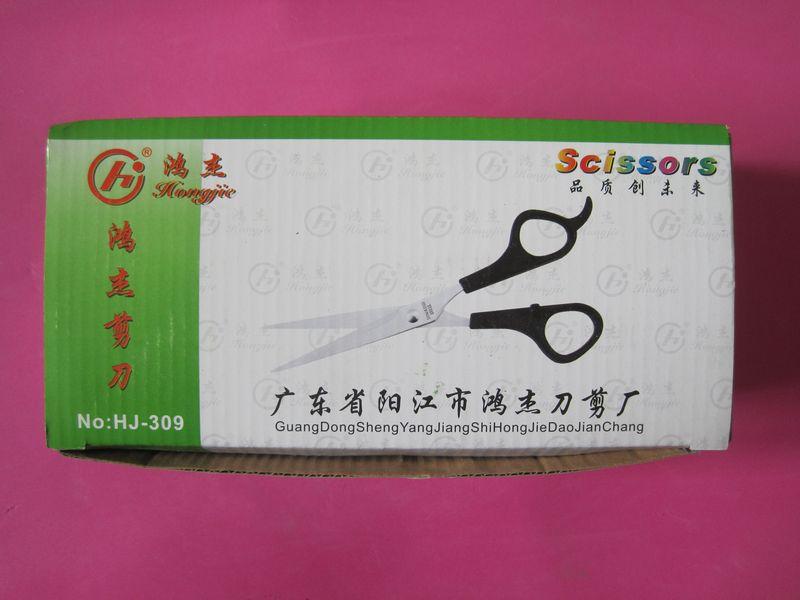 ®
鸿杰
Hongjie
鸿杰剪刀
No:HJ-309
Scissors
品质创未来
广东省阳江市鸿杰刀剪厂
GuangDongShengYangJiangShiHongJieDaoJianChang